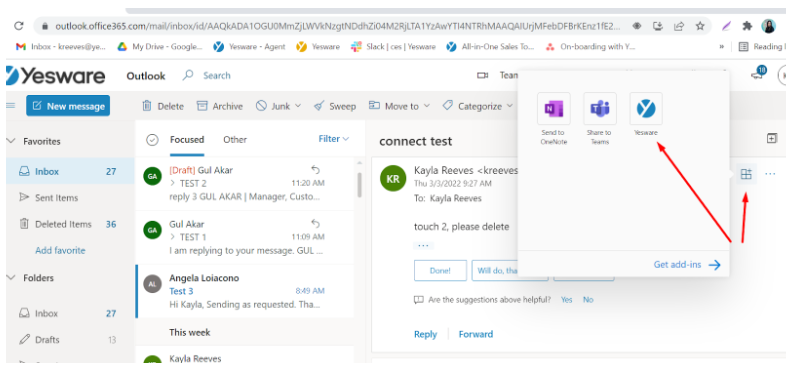 outlook.office365.com/mail/inbox/id/AAQkADA1OGU0MmZjLWVkNzgtNDdhZi04M2RjLTA1YzAwYTI4NTRhMAAQAIUrjMFebDFBrKEnz1fE2...
Inbox - kreeves@ye... My Drive - Google... Yesware - Agent Yesware Slack | ces | Yesware All-in-One Sales To... On-boarding with Y... » Reading
Yesware Outlook Search Team 18
New message Delete Archive Junk Sweep Move to Categorize
Favorites
Inbox 27
Sent Items
Deleted Items 36
Add favorite
Folders
Inbox 27
Drafts 13
Focused Other Filter
GA [Draft] Gul Akar
> TEST 2 11:20 AM
reply 3 GUL AKAR | Manager, Custo...
GA Gul Akar
> TEST 1 11:09 AM
I am replying to your message. GUL ...
AL Angela Loiacono
Test 3 8:49 AM
Hi Kayla, Sending as requested. Tha...
This week
Kayla Reeves
connect test
KR Kayla Reeves <kreeves
Thu 3/3/2022 9:27 AM
To: Kayla Reeves
touch 2, please delete
...
Done! Will do, tha
Are the suggestions above helpful? Yes No
Reply Forward
Send to
OneNote
Share to
Teams
Yesware
Get add-ins